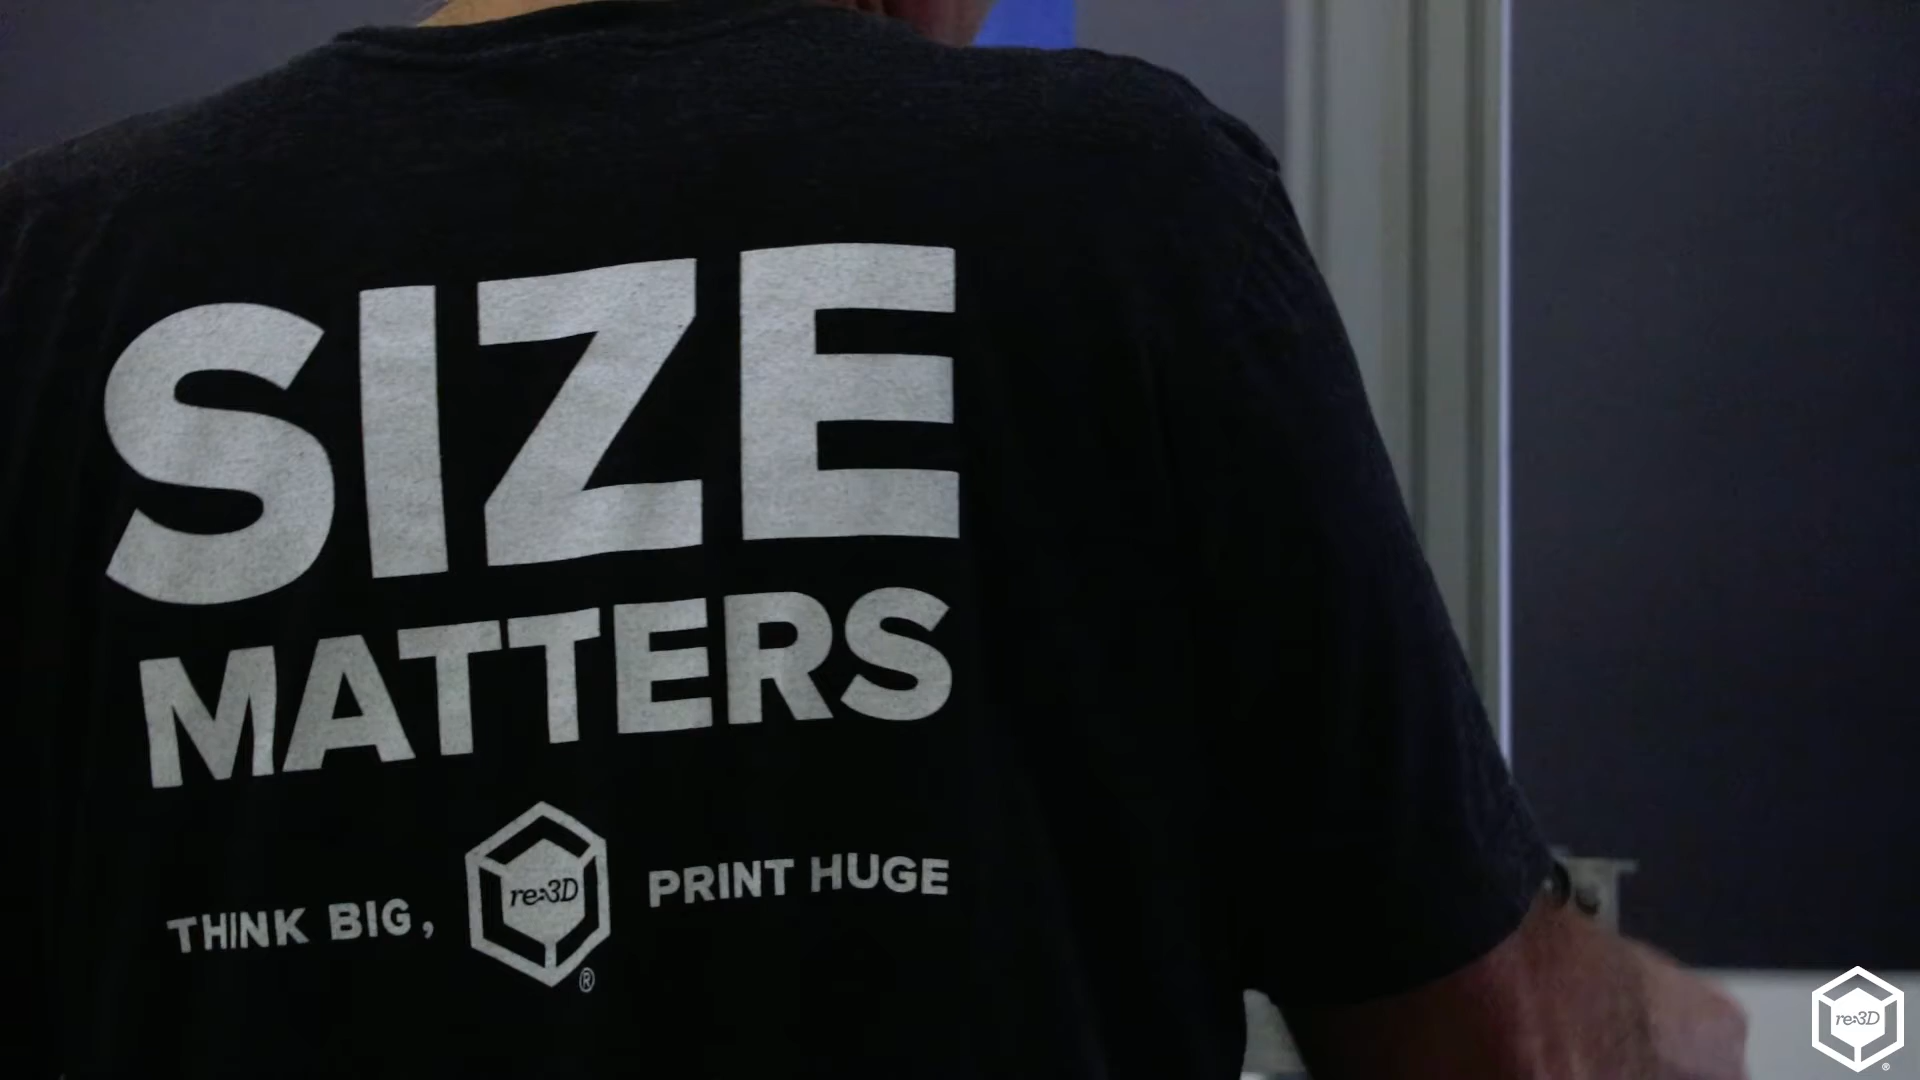 SIZE
MATTERS
THINK BIG, re:3D PRINT HUGE
®
re:3D
®